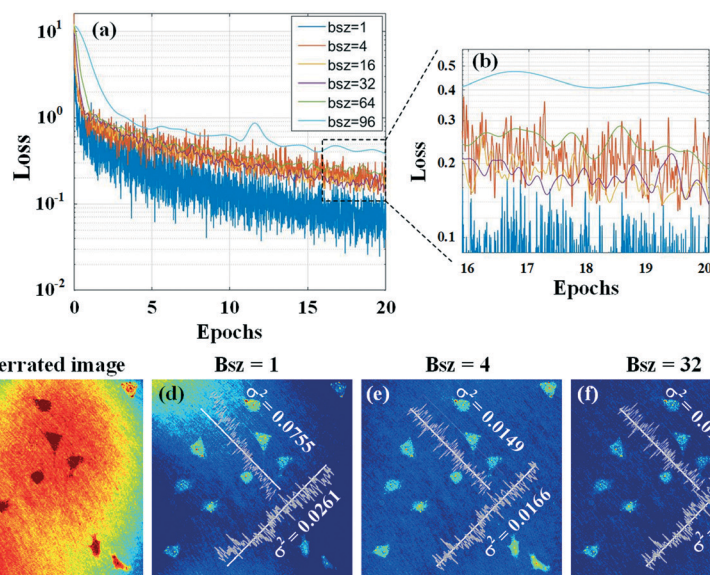 (a)
bsz=1
bsz=4
bsz=16
bsz=32
bsz=64
bsz=96
10¹
10⁰
10⁻¹
10⁻²
Loss
0 5 10 15 20
Epochs
(b)
0.5
0.4
0.3
0.2
0.1
Loss
16 17 18 19 20
Epochs
errated image
Bsz = 1
Bsz = 4
Bsz = 32
(d)
σ² = 0.0755
σ² = 0.0261
(e)
σ² = 0.0149
σ² = 0.0166
(f)